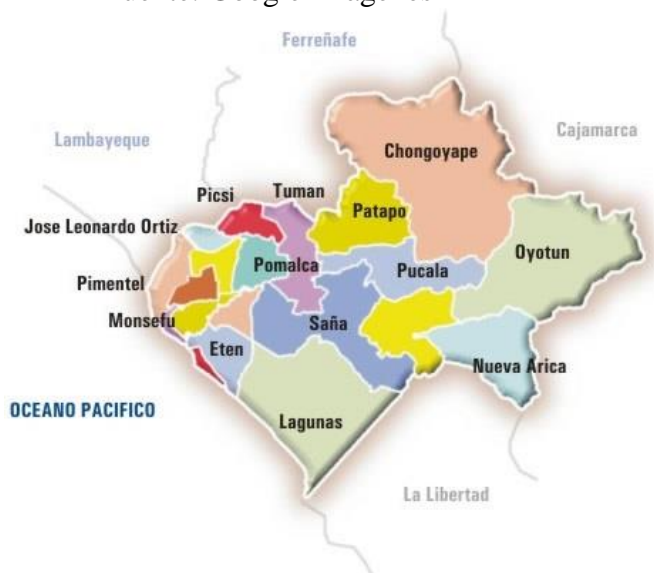 Ferreñafe
Cajamarca
Lambayeque
Chongoyape
Picsi
Tuman
Patapo
Jose Leonardo Ortiz
Oyotun
Pomalca
Pucala
Pimentel
Monsefu
Saña
Eten
Nueva Arica
OCEANO PACIFICO
Lagunas
La Libertad